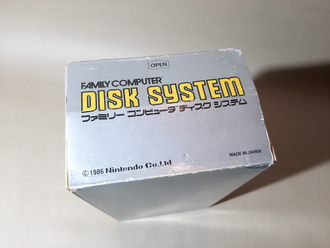 OPEN
FAMILY COMPUTER
DISK SYSTEM
ファミリー コンピュータ ディスク システム
©1986 Nintendo Co., Ltd.
MADE IN JAPAN